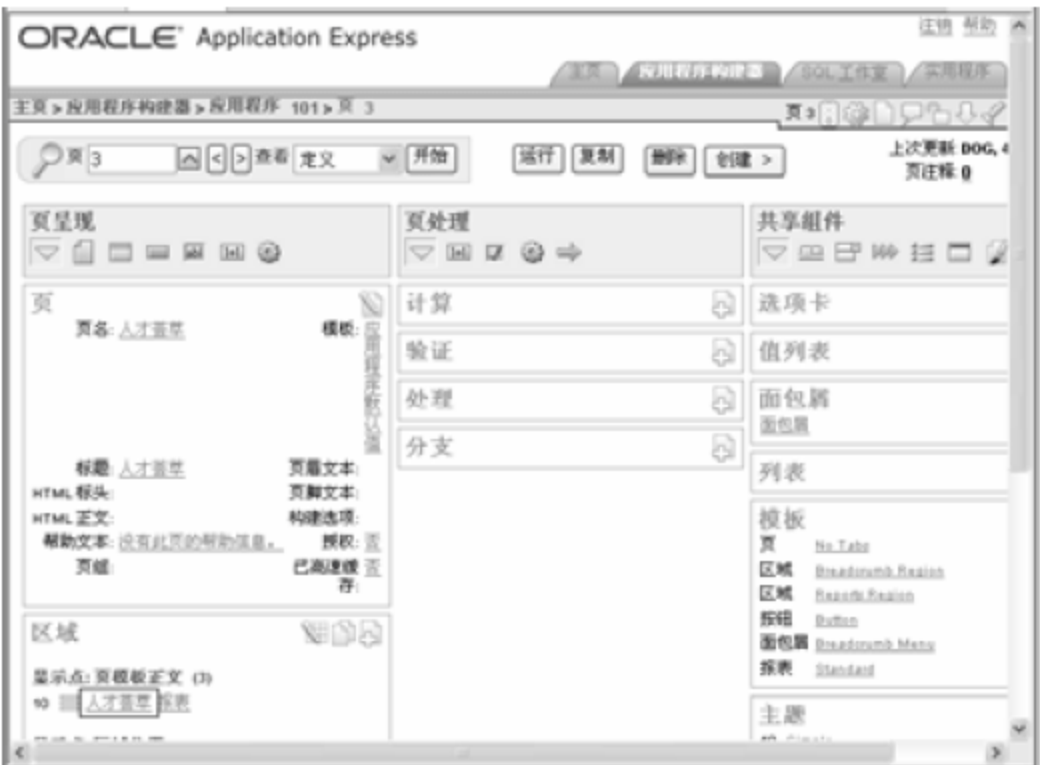 ORACLE Application Express
注销 帮助
主页 应用程序构建器 SQL 工作室 实用程序
主页 > 应用程序构建器 > 应用程序 101 > 页 3
页 3
页 3 查看 定义 开始 运行 复制 删除 创建 >
上次更新 DOG, 4
页注释 0
页呈现
页处理
共享组件
页
页名: 人才荟萃
模板: 应用程序默认值
标题: 人才荟萃
页眉文本:
HTML 标头:
页脚文本:
HTML 正文:
构建选项:
帮助文本: 没有此页的帮助信息。
授权: 否
页组:
已高速缓存: 否
区域
显示点: 页模板正文 (3)
10 人才荟萃 报表
计算
验证
处理
分支
选项卡
值列表
面包屑
面包屑
列表
模板
页 No Tabs
区域 Breadcrumb Region
区域 Reports Region
按钮 Button
面包屑 Breadcrumb Menu
报表 Standard
主题